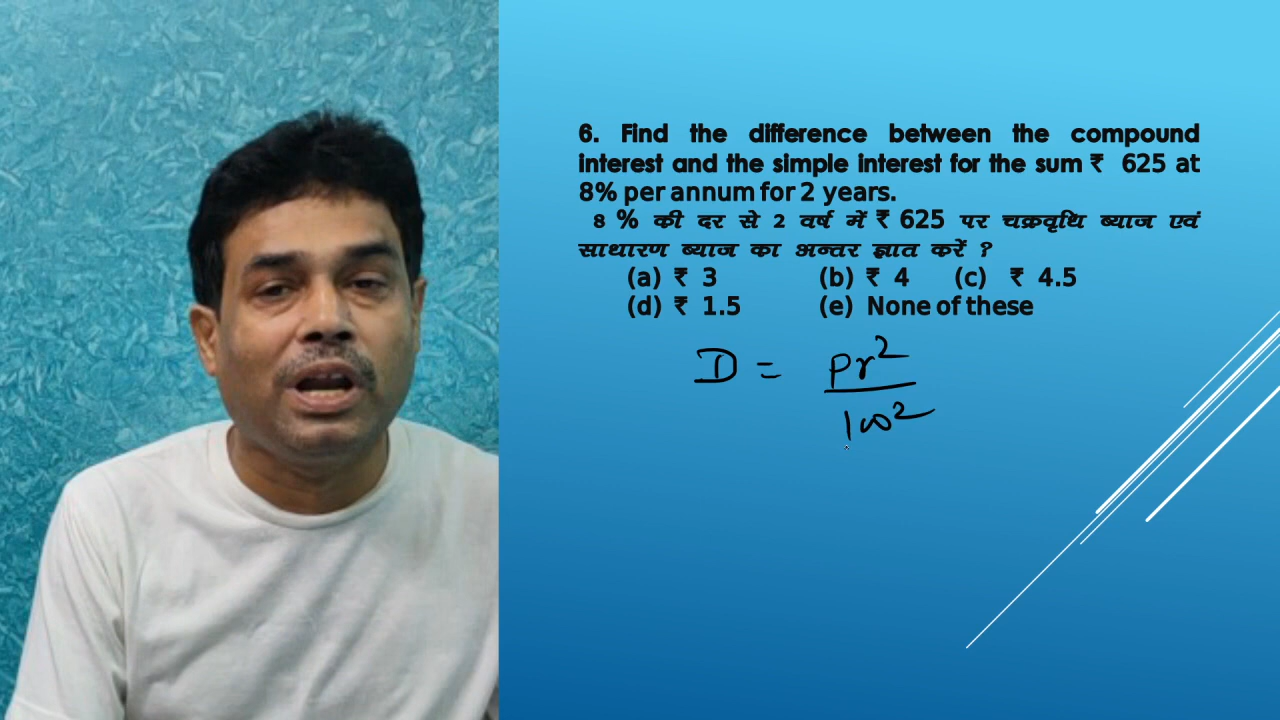 6. Find the difference between the compound
interest and the simple interest for the sum ₹ 625 at
8% per annum for 2 years.
8 % की दर से 2 वर्ष में ₹ 625 पर चक्रवृधि ब्याज एवं
साधारण ब्याज का अन्तर ज्ञात करें ?
(a) ₹ 3 (b) ₹ 4 (c) ₹ 4.5
(d) ₹ 1.5 (e) None of these
D = pr²
100²